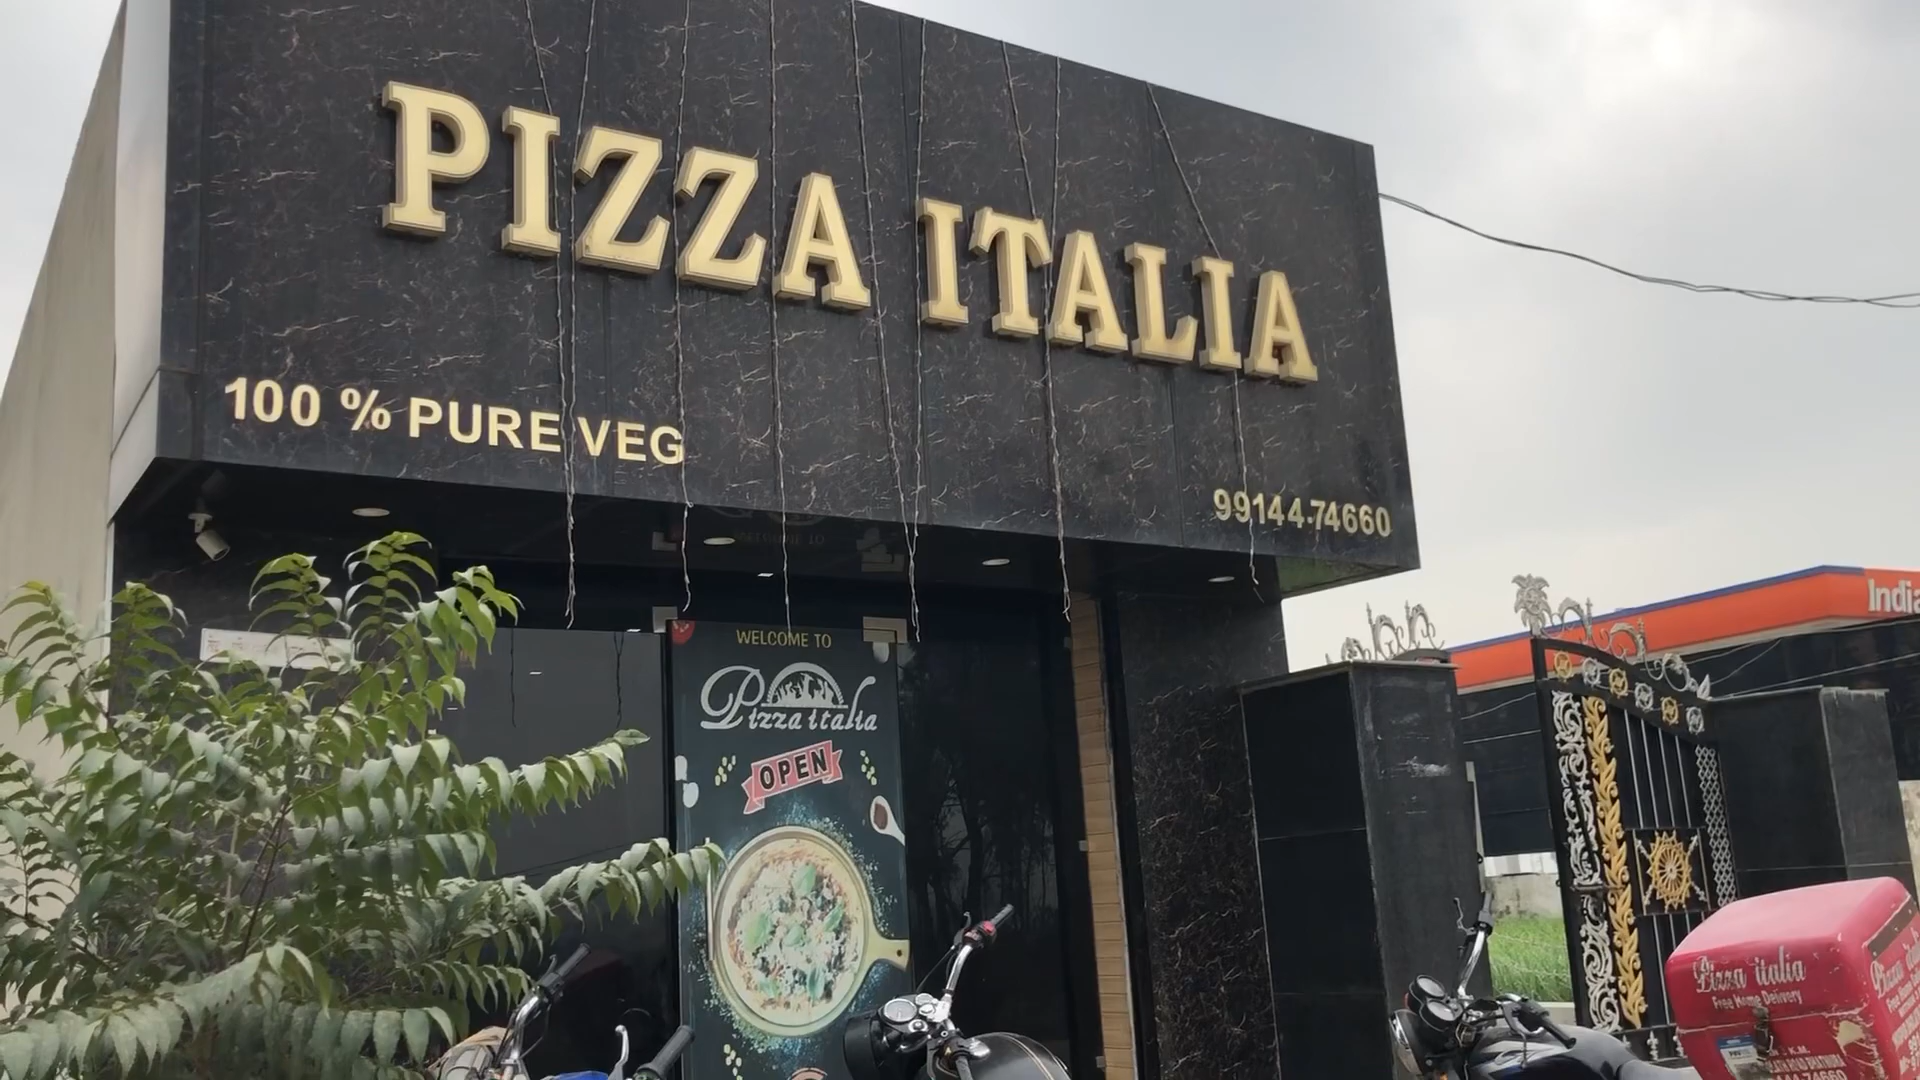 PIZZA ITALIA
100 % PURE VEG
99144-74660
WELCOME TO
Pizza italia
OPEN
India
Pizza italia
Free Home Delivery